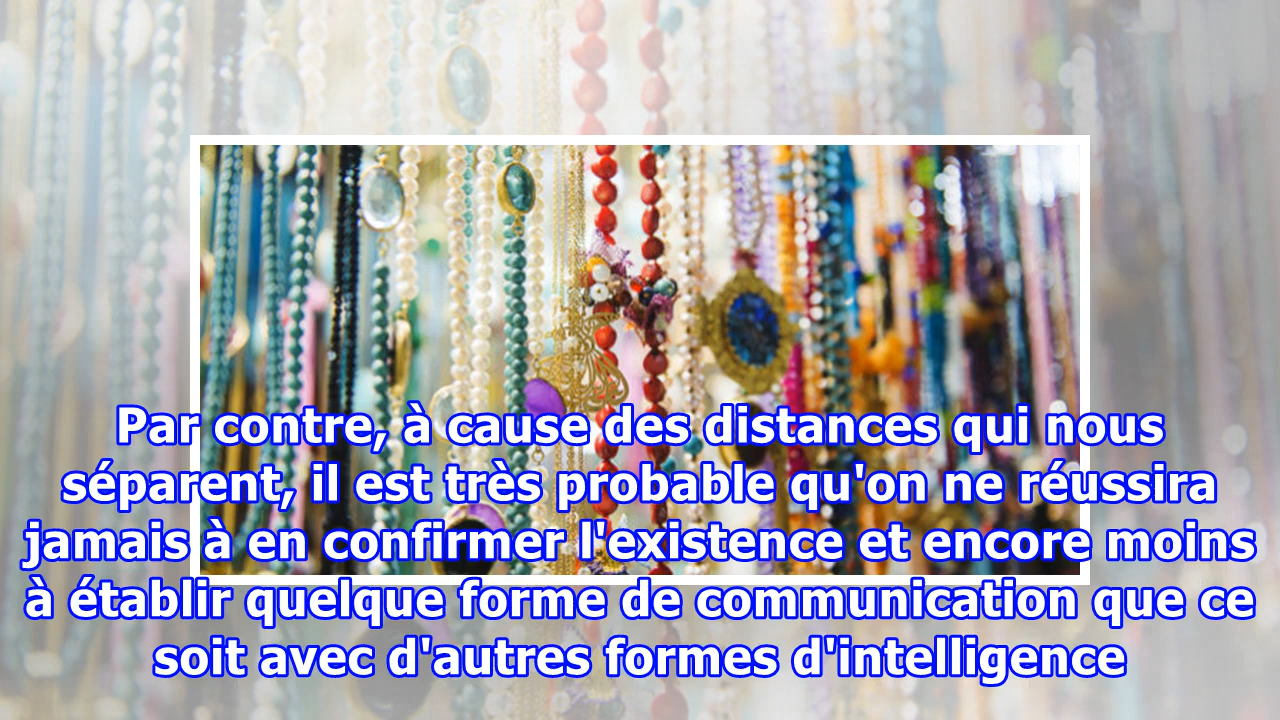 Par contre, à cause des distances qui nous
séparent, il est très probable qu'on ne réussira
jamais à en confirmer l'existence et encore moins
à établir quelque forme de communication que ce
soit avec d'autres formes d'intelligence